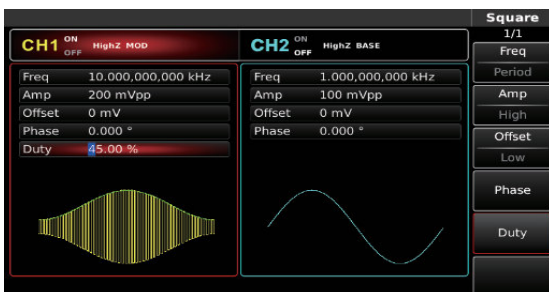 Square
1/1
CH1 ON OFF HighZ MOD
CH2 ON OFF HighZ BASE
Freq 10.000,000,000 kHz
Amp 200 mVpp
Offset 0 mV
Phase 0.000 °
Duty 45.00 %
Freq 1.000,000,000 kHz
Amp 100 mVpp
Offset 0 mV
Phase 0.000 °
Freq
Period
Amp
High
Offset
Low
Phase
Duty